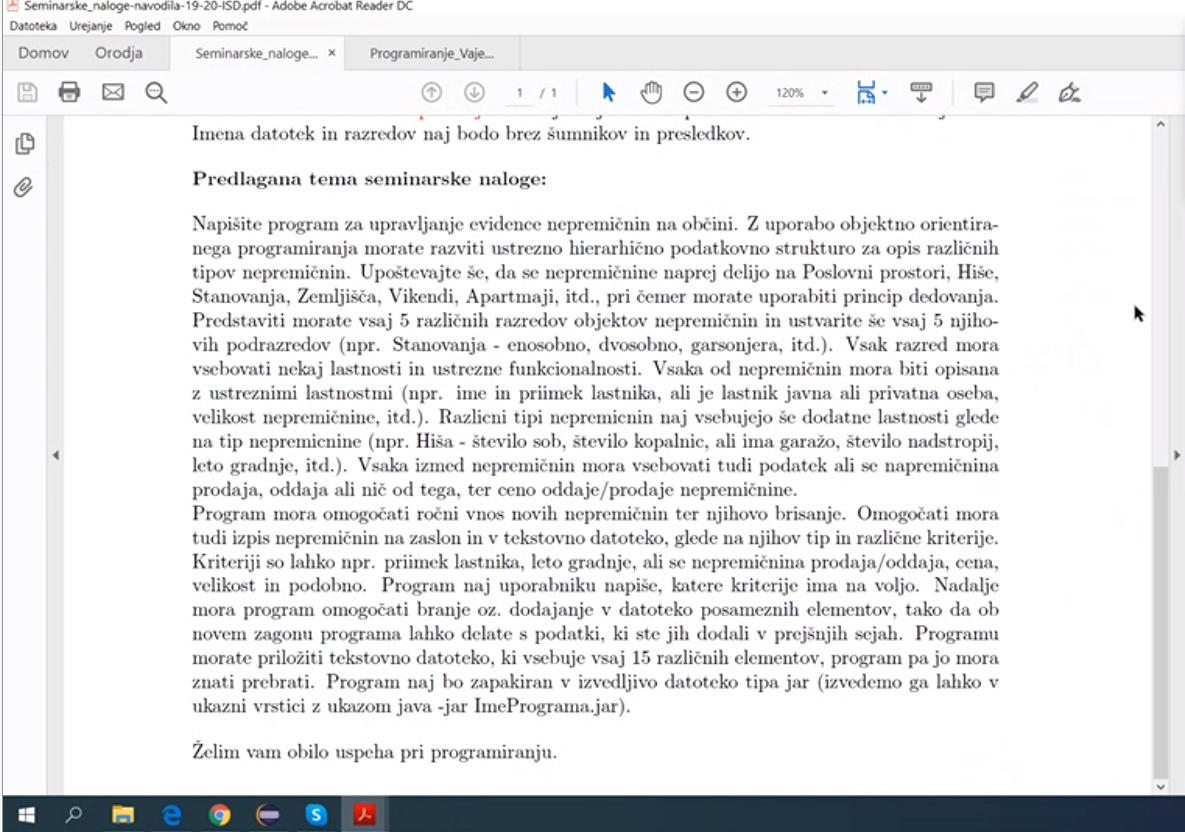 Seminarske_naloge-navodila-19-20-ISD.pdf - Adobe Acrobat Reader DC
Datoteka Urejanje Pogled Okno Pomoč
Domov Orodja Seminarske_naloge... × Programiranje_Vaje...
1 / 1 120%
Imena datotek in razredov naj bodo brez šumnikov in presledkov.
Predlagana tema seminarske naloge:
Napišite program za upravljanje evidence nepremičnin na občini. Z uporabo objektno orientira-
nega programiranja morate razviti ustrezno hierarhično podatkovno strukturo za opis različnih
tipov nepremičnin. Upoštevajte še, da se nepremičnine naprej delijo na Poslovni prostori, Hiše,
Stanovanja, Zemljišča, Vikendi, Apartmaji, itd., pri čemer morate uporabiti princip dedovanja.
Predstaviti morate vsaj 5 različnih razredov objektov nepremičnin in ustvarite še vsaj 5 njiho-
vih podrazredov (npr. Stanovanja - enosobno, dvosobno, garsonjera, itd.). Vsak razred mora
vsebovati nekaj lastnosti in ustrezne funkcionalnosti. Vsaka od nepremičnin mora biti opisana
z ustreznimi lastnostmi (npr. ime in priimek lastnika, ali je lastnik javna ali privatna oseba,
velikost nepremičnine, itd.). Razlicni tipi nepremicnin naj vsebujejo še dodatne lastnosti glede
na tip nepremicnine (npr. Hiša - število sob, število kopalnic, ali ima garažo, število nadstropij,
leto gradnje, itd.). Vsaka izmed nepremičnin mora vsebovati tudi podatek ali se napremičnina
prodaja, oddaja ali nič od tega, ter ceno oddaje/prodaje nepremičnine.
Program mora omogočati ročni vnos novih nepremičnin ter njihovo brisanje. Omogočati mora
tudi izpis nepremičnin na zaslon in v tekstovno datoteko, glede na njihov tip in različne kriterije.
Kriteriji so lahko npr. priimek lastnika, leto gradnje, ali se nepremičnina prodaja/oddaja, cena,
velikost in podobno. Program naj uporabniku napiše, katere kriterije ima na voljo. Nadalje
mora program omogočati branje oz. dodajanje v datoteko posameznih elementov, tako da ob
novem zagonu programa lahko delate s podatki, ki ste jih dodali v prejšnjih sejah. Programu
morate priložiti tekstovno datoteko, ki vsebuje vsaj 15 različnih elementov, program pa jo mora
znati prebrati. Program naj bo zapakiran v izvedljivo datoteko tipa jar (izvedemo ga lahko v
ukazni vrstici z ukazom java -jar ImePrograma.jar).
Želim vam obilo uspeha pri programiranju.